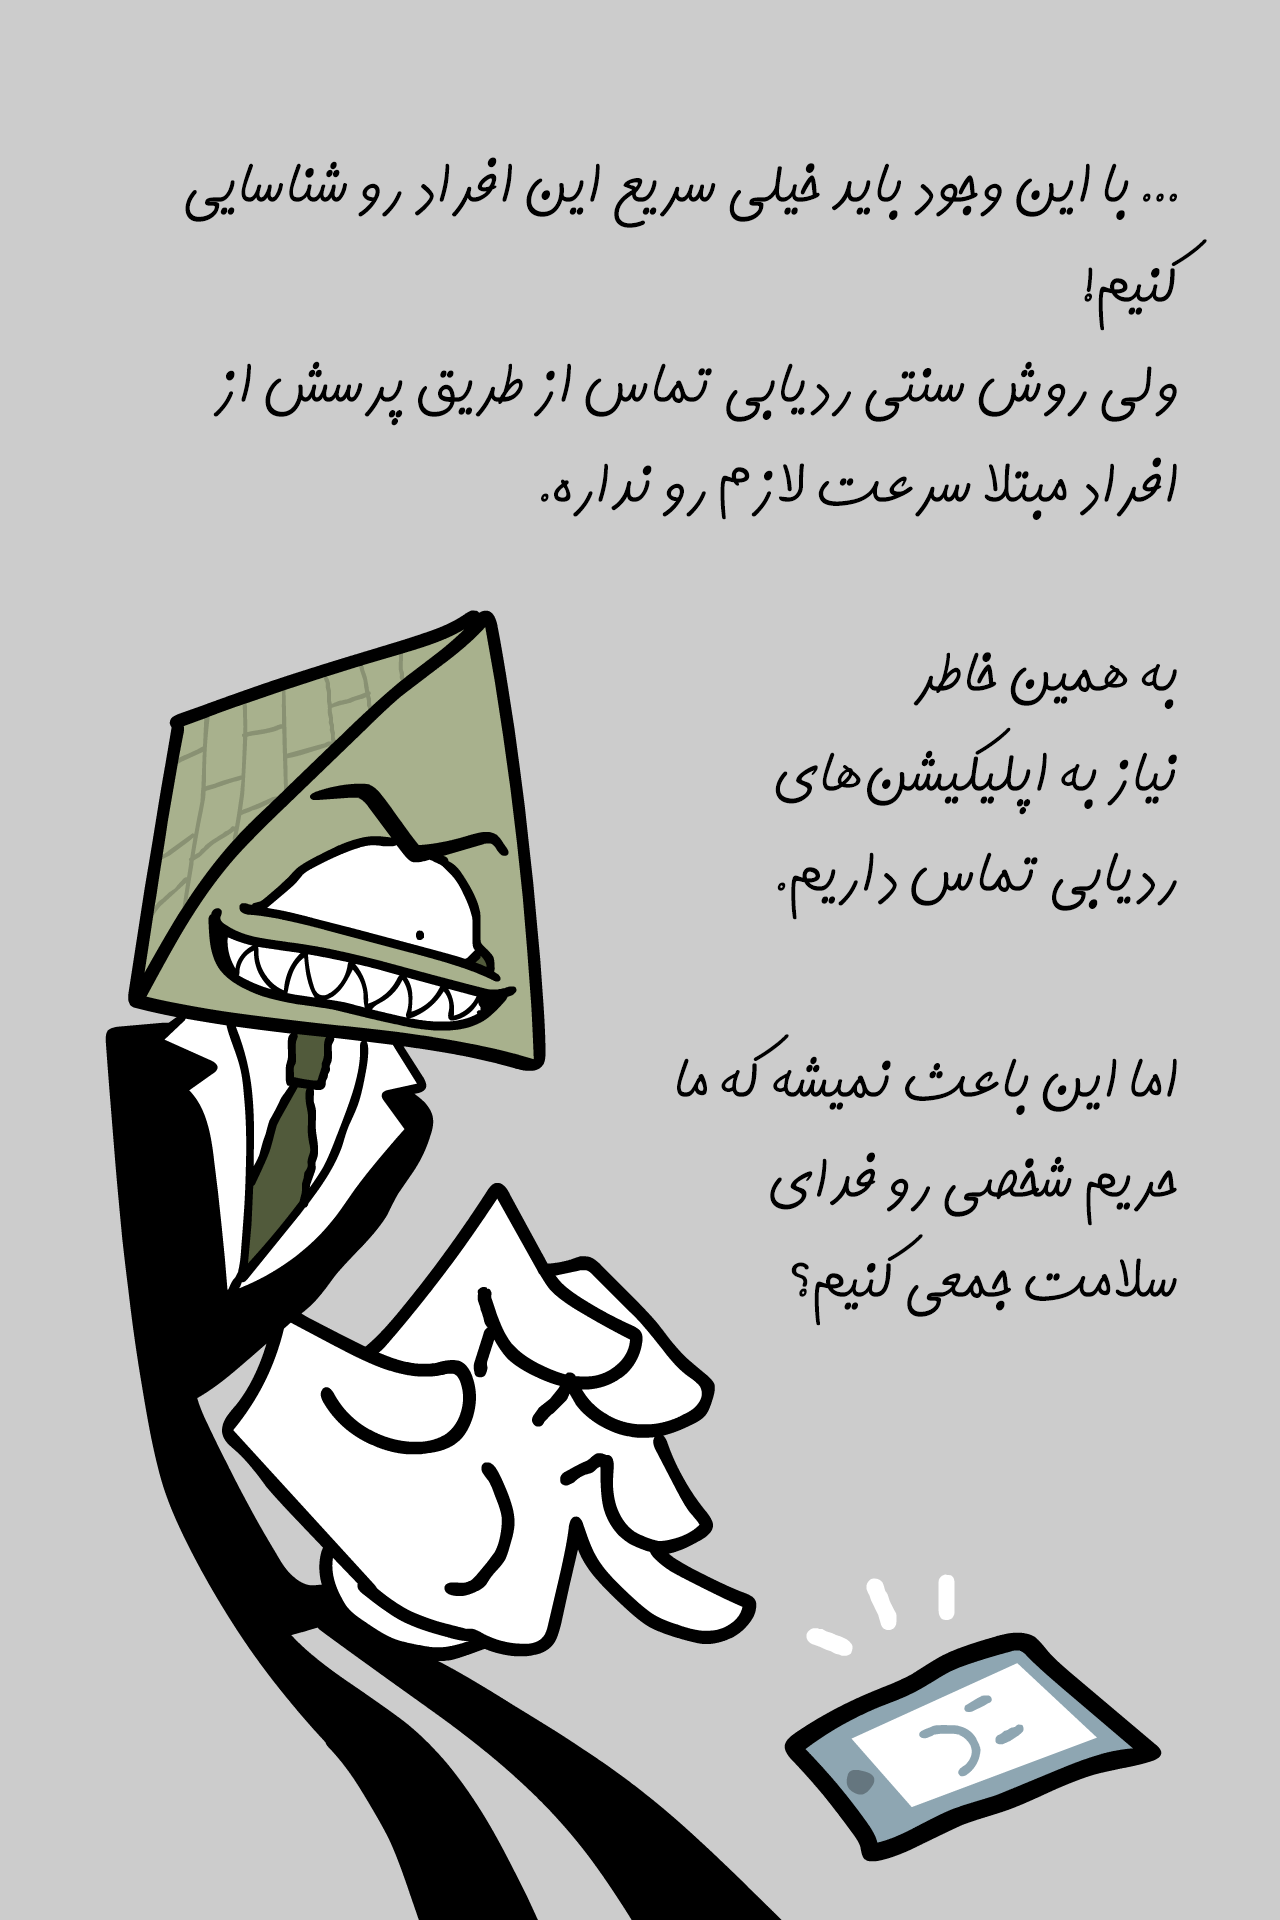 ... با این وجود باید خیلی سریع این افراد رو شناسایی
کنیم!
ولی روش سنتی ردیابی تماس از طریق پرسش از
افراد مبتلا سرعت لازم رو نداره.
به همین خاطر
نیاز به اپلیکیشن‌های
ردیابی تماس داریم.
اما این باعث نمیشه که ما
حریم شخصی رو فدای
سلامت جمعی کنیم؟